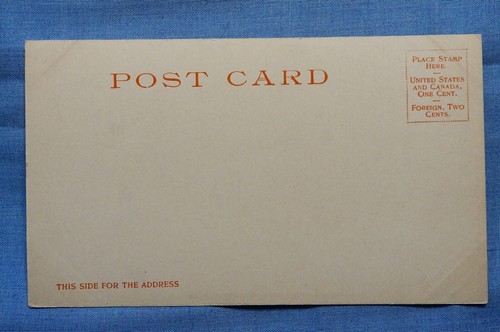 POST CARD
PLACE STAMP
HERE.
—
UNITED STATES
AND CANADA,
ONE CENT.
—
FOREIGN, TWO
CENTS.
THIS SIDE FOR THE ADDRESS